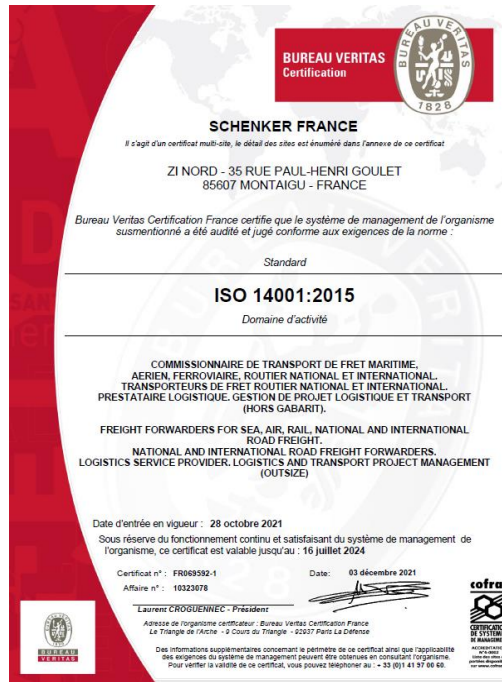 BUREAU VERITAS
Certification
BUREAU VERITAS
1828
SCHENKER FRANCE
Il s'agit d'un certificat multi-site, le détail des sites est énuméré dans l'annexe de ce certificat
ZI NORD - 35 RUE PAUL-HENRI GOULET
85607 MONTAIGU - FRANCE
Bureau Veritas Certification France certifie que le système de management de l'organisme
susmentionné a été audité et jugé conforme aux exigences de la norme :
Standard
ISO 14001:2015
Domaine d'activité
COMMISSIONNAIRE DE TRANSPORT DE FRET MARITIME,
AERIEN, FERROVIAIRE, ROUTIER NATIONAL ET INTERNATIONAL.
TRANSPORTEURS DE FRET ROUTIER NATIONAL ET INTERNATIONAL.
PRESTATAIRE LOGISTIQUE. GESTION DE PROJET LOGISTIQUE ET TRANSPORT
(HORS GABARIT).
FREIGHT FORWARDERS FOR SEA, AIR, RAIL, NATIONAL AND INTERNATIONAL
ROAD FREIGHT.
NATIONAL AND INTERNATIONAL ROAD FREIGHT FORWARDERS.
LOGISTICS SERVICE PROVIDER. LOGISTICS AND TRANSPORT PROJECT MANAGEMENT
(OUTSIZE)
Date d'entrée en vigueur : 28 octobre 2021
Sous réserve du fonctionnement continu et satisfaisant du système de management de
l'organisme, ce certificat est valable jusqu'au : 16 juillet 2024
Certificat n° : FR069592-1 Date: 03 décembre 2021
Affaire n° : 10323078
Laurent CROGUENNEC - Président
Adresse de l'organisme certificateur : Bureau Veritas Certification France
Le Triangle de l'Arche - 9 Cours du Triangle - 92937 Paris La Défense
Des informations supplémentaires concernant le périmètre de ce certificat ainsi que l'applicabilité
des exigences du système de management peuvent être obtenues en consultant l'organisme.
Pour vérifier la validité de ce certificat, vous pouvez téléphoner au : + 33 (0)1 41 97 00 60.
BUREAU
VERITAS
cofra
CERTIFICATION
DE SYSTEMES
DE MANAGEMENT